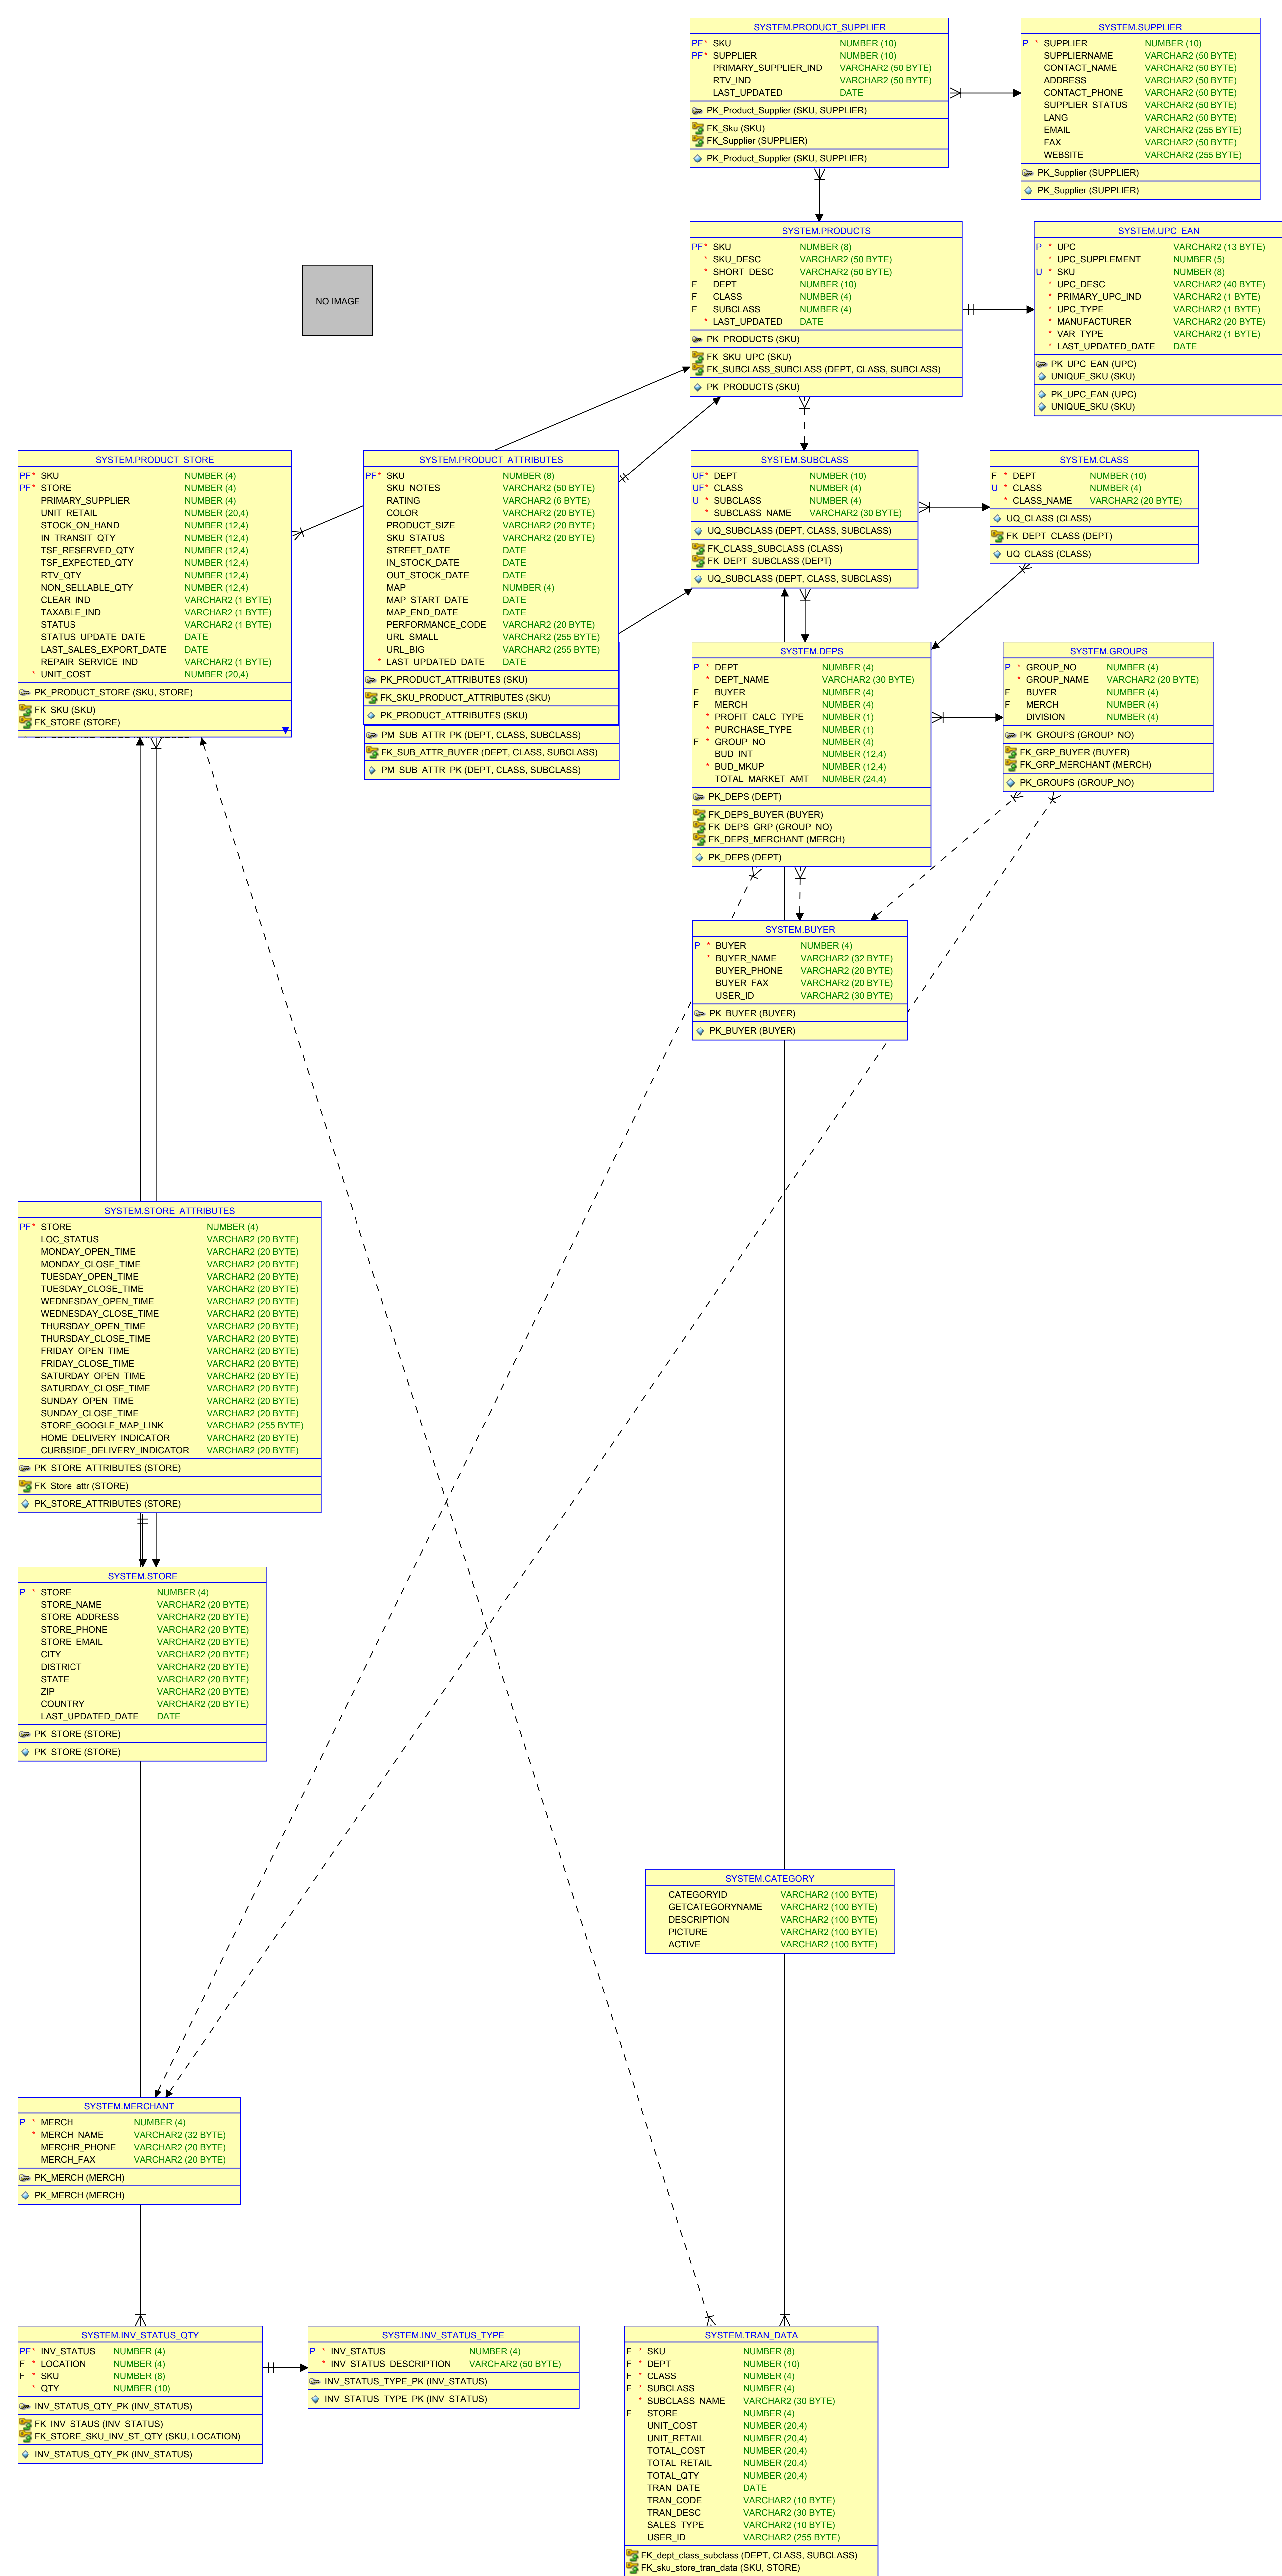 SYSTEM.PRODUCT_SUPPLIER
PF* SKU NUMBER (10)
PF* SUPPLIER NUMBER (10)
PRIMARY_SUPPLIER_IND VARCHAR2 (50 BYTE)
RTV_IND VARCHAR2 (50 BYTE)
LAST_UPDATED DATE
PK_Product_Supplier (SKU, SUPPLIER)
FK_Sku (SKU)
FK_Supplier (SUPPLIER)
PK_Product_Supplier (SKU, SUPPLIER)
SYSTEM.SUPPLIER
P * SUPPLIER NUMBER (10)
SUPPLIERNAME VARCHAR2 (50 BYTE)
CONTACT_NAME VARCHAR2 (50 BYTE)
ADDRESS VARCHAR2 (50 BYTE)
CONTACT_PHONE VARCHAR2 (50 BYTE)
SUPPLIER_STATUS VARCHAR2 (50 BYTE)
LANG VARCHAR2 (50 BYTE)
EMAIL VARCHAR2 (255 BYTE)
FAX VARCHAR2 (50 BYTE)
WEBSITE VARCHAR2 (255 BYTE)
PK_Supplier (SUPPLIER)
PK_Supplier (SUPPLIER)
SYSTEM.PRODUCTS
PF* SKU NUMBER (8)
* SKU_DESC VARCHAR2 (50 BYTE)
* SHORT_DESC VARCHAR2 (50 BYTE)
F DEPT NUMBER (10)
F CLASS NUMBER (4)
F SUBCLASS NUMBER (4)
* LAST_UPDATED DATE
PK_PRODUCTS (SKU)
FK_SKU_UPC (SKU)
FK_SUBCLASS_SUBCLASS (DEPT, CLASS, SUBCLASS)
PK_PRODUCTS (SKU)
SYSTEM.UPC_EAN
P * UPC VARCHAR2 (13 BYTE)
* UPC_SUPPLEMENT NUMBER (5)
U * SKU NUMBER (8)
* UPC_DESC VARCHAR2 (40 BYTE)
* PRIMARY_UPC_IND VARCHAR2 (1 BYTE)
* UPC_TYPE VARCHAR2 (1 BYTE)
* MANUFACTURER VARCHAR2 (20 BYTE)
* VAR_TYPE VARCHAR2 (1 BYTE)
* LAST_UPDATED_DATE DATE
PK_UPC_EAN (UPC)
UNIQUE_SKU (SKU)
PK_UPC_EAN (UPC)
UNIQUE_SKU (SKU)
NO IMAGE
SYSTEM.PRODUCT_STORE
PF* SKU NUMBER (4)
PF* STORE NUMBER (4)
PRIMARY_SUPPLIER NUMBER (4)
UNIT_RETAIL NUMBER (20,4)
STOCK_ON_HAND NUMBER (12,4)
IN_TRANSIT_QTY NUMBER (12,4)
TSF_RESERVED_QTY NUMBER (12,4)
TSF_EXPECTED_QTY NUMBER (12,4)
RTV_QTY NUMBER (12,4)
NON_SELLABLE_QTY NUMBER (12,4)
CLEAR_IND VARCHAR2 (1 BYTE)
TAXABLE_IND VARCHAR2 (1 BYTE)
STATUS VARCHAR2 (1 BYTE)
STATUS_UPDATE_DATE DATE
LAST_SALES_EXPORT_DATE DATE
REPAIR_SERVICE_IND VARCHAR2 (1 BYTE)
* UNIT_COST NUMBER (20,4)
PK_PRODUCT_STORE (SKU, STORE)
FK_SKU (SKU)
FK_STORE (STORE)
SYSTEM.PRODUCT_ATTRIBUTES
PF* SKU NUMBER (8)
SKU_NOTES VARCHAR2 (50 BYTE)
RATING VARCHAR2 (6 BYTE)
COLOR VARCHAR2 (20 BYTE)
PRODUCT_SIZE VARCHAR2 (20 BYTE)
SKU_STATUS VARCHAR2 (20 BYTE)
STREET_DATE DATE
IN_STOCK_DATE DATE
OUT_STOCK_DATE DATE
MAP NUMBER (4)
MAP_START_DATE DATE
MAP_END_DATE DATE
PERFORMANCE_CODE VARCHAR2 (20 BYTE)
URL_SMALL VARCHAR2 (255 BYTE)
URL_BIG VARCHAR2 (255 BYTE)
* LAST_UPDATED_DATE DATE
PK_PRODUCT_ATTRIBUTES (SKU)
FK_SKU_PRODUCT_ATTRIBUTES (SKU)
PK_PRODUCT_ATTRIBUTES (SKU)
PM_SUB_ATTR_PK (DEPT, CLASS, SUBCLASS)
FK_SUB_ATTR_BUYER (DEPT, CLASS, SUBCLASS)
PM_SUB_ATTR_PK (DEPT, CLASS, SUBCLASS)
SYSTEM.SUBCLASS
UF* DEPT NUMBER (10)
UF* CLASS NUMBER (4)
U * SUBCLASS NUMBER (4)
* SUBCLASS_NAME VARCHAR2 (30 BYTE)
UQ_SUBCLASS (DEPT, CLASS, SUBCLASS)
FK_CLASS_SUBCLASS (CLASS)
FK_DEPT_SUBCLASS (DEPT)
UQ_SUBCLASS (DEPT, CLASS, SUBCLASS)
SYSTEM.CLASS
F * DEPT NUMBER (10)
U * CLASS NUMBER (4)
* CLASS_NAME VARCHAR2 (20 BYTE)
UQ_CLASS (CLASS)
FK_DEPT_CLASS (DEPT)
UQ_CLASS (CLASS)
SYSTEM.DEPS
P * DEPT NUMBER (4)
* DEPT_NAME VARCHAR2 (30 BYTE)
F BUYER NUMBER (4)
F MERCH NUMBER (4)
* PROFIT_CALC_TYPE NUMBER (1)
* PURCHASE_TYPE NUMBER (1)
F * GROUP_NO NUMBER (4)
BUD_INT NUMBER (12,4)
* BUD_MKUP NUMBER (12,4)
TOTAL_MARKET_AMT NUMBER (24,4)
PK_DEPS (DEPT)
FK_DEPS_BUYER (BUYER)
FK_DEPS_GRP (GROUP_NO)
FK_DEPS_MERCHANT (MERCH)
PK_DEPS (DEPT)
SYSTEM.GROUPS
P * GROUP_NO NUMBER (4)
* GROUP_NAME VARCHAR2 (20 BYTE)
F BUYER NUMBER (4)
F MERCH NUMBER (4)
DIVISION NUMBER (4)
PK_GROUPS (GROUP_NO)
FK_GRP_BUYER (BUYER)
FK_GRP_MERCHANT (MERCH)
PK_GROUPS (GROUP_NO)
SYSTEM.BUYER
P * BUYER NUMBER (4)
* BUYER_NAME VARCHAR2 (32 BYTE)
BUYER_PHONE VARCHAR2 (20 BYTE)
BUYER_FAX VARCHAR2 (20 BYTE)
USER_ID VARCHAR2 (30 BYTE)
PK_BUYER (BUYER)
PK_BUYER (BUYER)
SYSTEM.STORE_ATTRIBUTES
PF* STORE NUMBER (4)
LOC_STATUS VARCHAR2 (20 BYTE)
MONDAY_OPEN_TIME VARCHAR2 (20 BYTE)
MONDAY_CLOSE_TIME VARCHAR2 (20 BYTE)
TUESDAY_OPEN_TIME VARCHAR2 (20 BYTE)
TUESDAY_CLOSE_TIME VARCHAR2 (20 BYTE)
WEDNESDAY_OPEN_TIME VARCHAR2 (20 BYTE)
WEDNESDAY_CLOSE_TIME VARCHAR2 (20 BYTE)
THURSDAY_OPEN_TIME VARCHAR2 (20 BYTE)
THURSDAY_CLOSE_TIME VARCHAR2 (20 BYTE)
FRIDAY_OPEN_TIME VARCHAR2 (20 BYTE)
FRIDAY_CLOSE_TIME VARCHAR2 (20 BYTE)
SATURDAY_OPEN_TIME VARCHAR2 (20 BYTE)
SATURDAY_CLOSE_TIME VARCHAR2 (20 BYTE)
SUNDAY_OPEN_TIME VARCHAR2 (20 BYTE)
SUNDAY_CLOSE_TIME VARCHAR2 (20 BYTE)
STORE_GOOGLE_MAP_LINK VARCHAR2 (255 BYTE)
HOME_DELIVERY_INDICATOR VARCHAR2 (20 BYTE)
CURBSIDE_DELIVERY_INDICATOR VARCHAR2 (20 BYTE)
PK_STORE_ATTRIBUTES (STORE)
FK_Store_attr (STORE)
PK_STORE_ATTRIBUTES (STORE)
SYSTEM.STORE
P * STORE NUMBER (4)
STORE_NAME VARCHAR2 (20 BYTE)
STORE_ADDRESS VARCHAR2 (20 BYTE)
STORE_PHONE VARCHAR2 (20 BYTE)
STORE_EMAIL VARCHAR2 (20 BYTE)
CITY VARCHAR2 (20 BYTE)
DISTRICT VARCHAR2 (20 BYTE)
STATE VARCHAR2 (20 BYTE)
ZIP VARCHAR2 (20 BYTE)
COUNTRY VARCHAR2 (20 BYTE)
LAST_UPDATED_DATE DATE
PK_STORE (STORE)
PK_STORE (STORE)
SYSTEM.CATEGORY
CATEGORYID VARCHAR2 (100 BYTE)
GETCATEGORYNAME VARCHAR2 (100 BYTE)
DESCRIPTION VARCHAR2 (100 BYTE)
PICTURE VARCHAR2 (100 BYTE)
ACTIVE VARCHAR2 (100 BYTE)
SYSTEM.MERCHANT
P * MERCH NUMBER (4)
* MERCH_NAME VARCHAR2 (32 BYTE)
MERCHR_PHONE VARCHAR2 (20 BYTE)
MERCH_FAX VARCHAR2 (20 BYTE)
PK_MERCH (MERCH)
PK_MERCH (MERCH)
SYSTEM.INV_STATUS_QTY
PF* INV_STATUS NUMBER (4)
F * LOCATION NUMBER (4)
F * SKU NUMBER (8)
* QTY NUMBER (10)
INV_STATUS_QTY_PK (INV_STATUS)
FK_INV_STAUS (INV_STATUS)
FK_STORE_SKU_INV_ST_QTY (SKU, LOCATION)
INV_STATUS_QTY_PK (INV_STATUS)
SYSTEM.INV_STATUS_TYPE
P * INV_STATUS NUMBER (4)
* INV_STATUS_DESCRIPTION VARCHAR2 (50 BYTE)
INV_STATUS_TYPE_PK (INV_STATUS)
INV_STATUS_TYPE_PK (INV_STATUS)
SYSTEM.TRAN_DATA
F * SKU NUMBER (8)
F * DEPT NUMBER (10)
F * CLASS NUMBER (4)
F * SUBCLASS NUMBER (4)
* SUBCLASS_NAME VARCHAR2 (30 BYTE)
F STORE NUMBER (4)
UNIT_COST NUMBER (20,4)
UNIT_RETAIL NUMBER (20,4)
TOTAL_COST NUMBER (20,4)
TOTAL_RETAIL NUMBER (20,4)
TOTAL_QTY NUMBER (20,4)
TRAN_DATE DATE
TRAN_CODE VARCHAR2 (10 BYTE)
TRAN_DESC VARCHAR2 (30 BYTE)
SALES_TYPE VARCHAR2 (10 BYTE)
USER_ID VARCHAR2 (255 BYTE)
FK_dept_class_subclass (DEPT, CLASS, SUBCLASS)
FK_sku_store_tran_data (SKU, STORE)